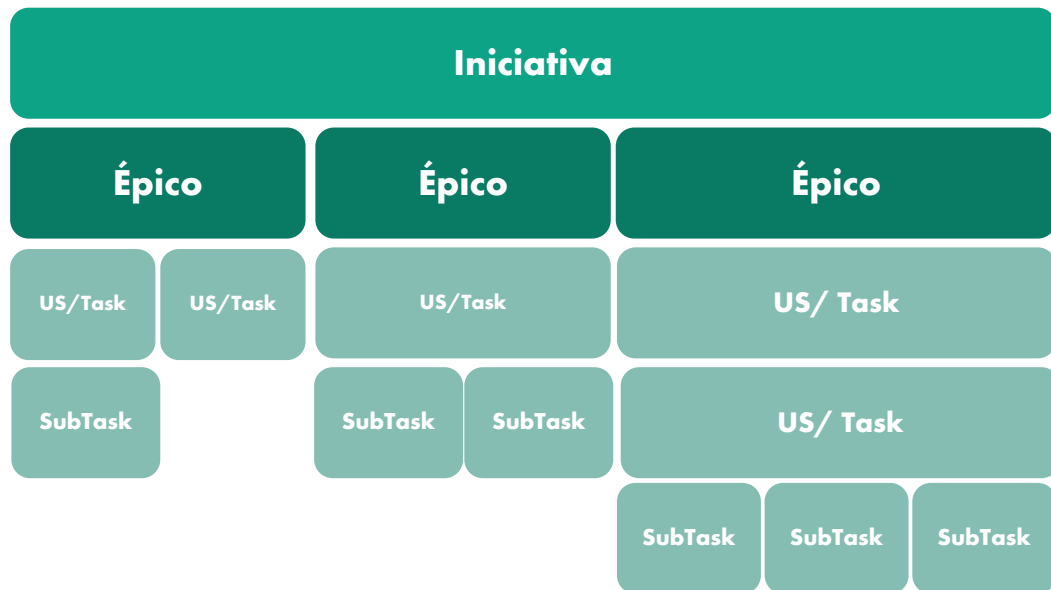 Iniciativa
Épico
Épico
Épico
US/Task
US/Task
US/Task
US/ Task
SubTask
SubTask
SubTask
US/ Task
SubTask
SubTask
SubTask